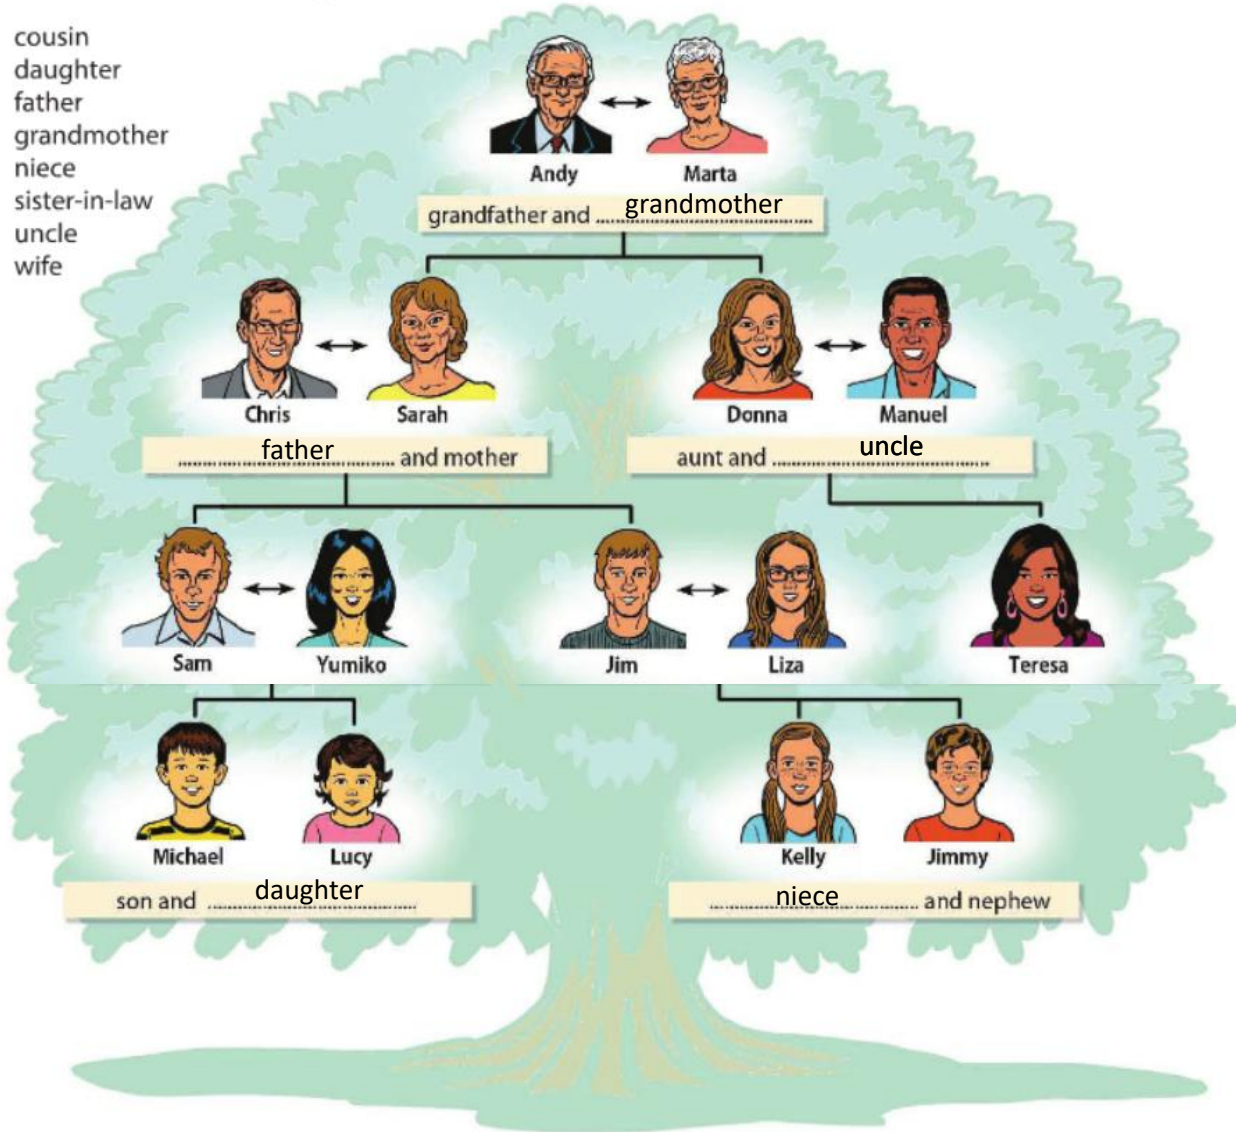 cousin
daughter
father
grandmother
niece
sister-in-law
uncle
wife
Andy Marta
grandfather and grandmother
Chris Sarah Donna Manuel
father and mother
aunt and uncle
Sam Yumiko Jim Liza Teresa
Michael Lucy Kelly Jimmy
son and daughter
niece and nephew